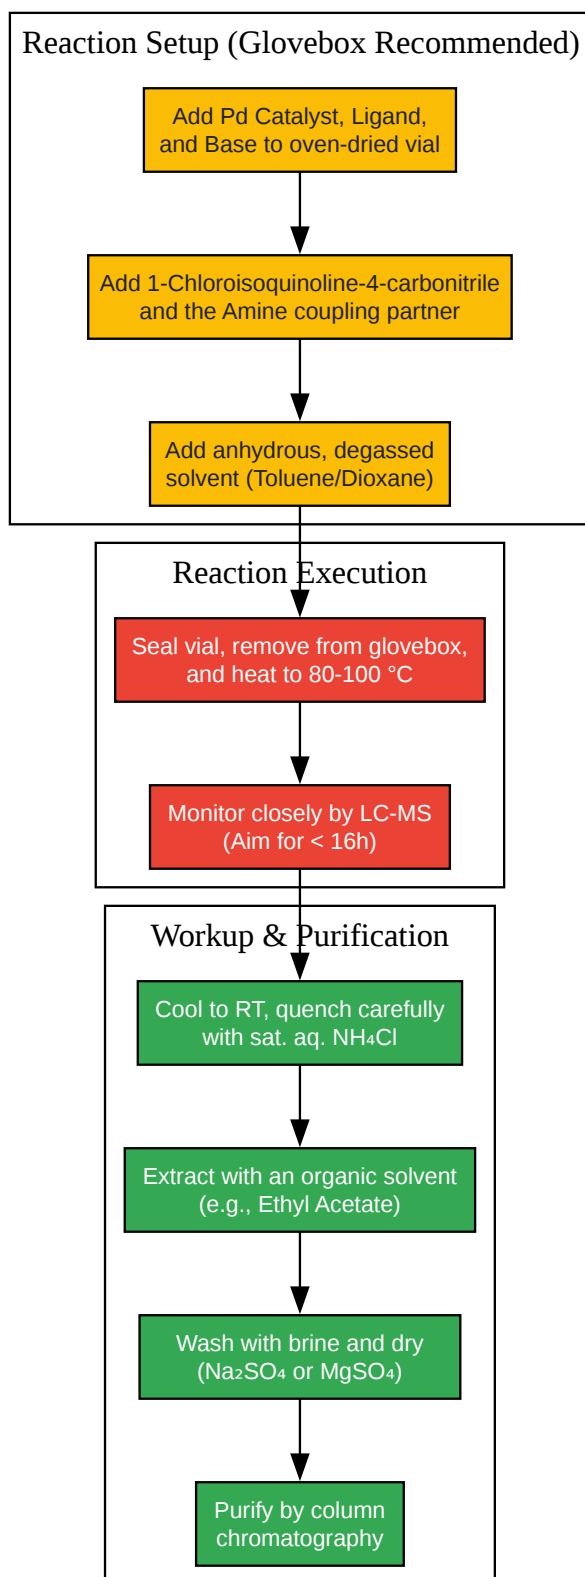 Reaction Setup (Glovebox Recommended)
Add Pd Catalyst, Ligand,
and Base to oven-dried vial
Add 1-Chloroisoquinoline-4-carbonitrile
and the Amine coupling partner
Add anhydrous, degassed
solvent (Toluene/Dioxane)
Reaction Execution
Seal vial, remove from glovebox,
and heat to 80-100 °C
Monitor closely by LC-MS
(Aim for < 16h)
Workup & Purification
Cool to RT, quench carefully
with sat. aq. NH₄Cl
Extract with an organic solvent
(e.g., Ethyl Acetate)
Wash with brine and dry
(Na₂SO₄ or MgSO₄)
Purify by column
chromatography